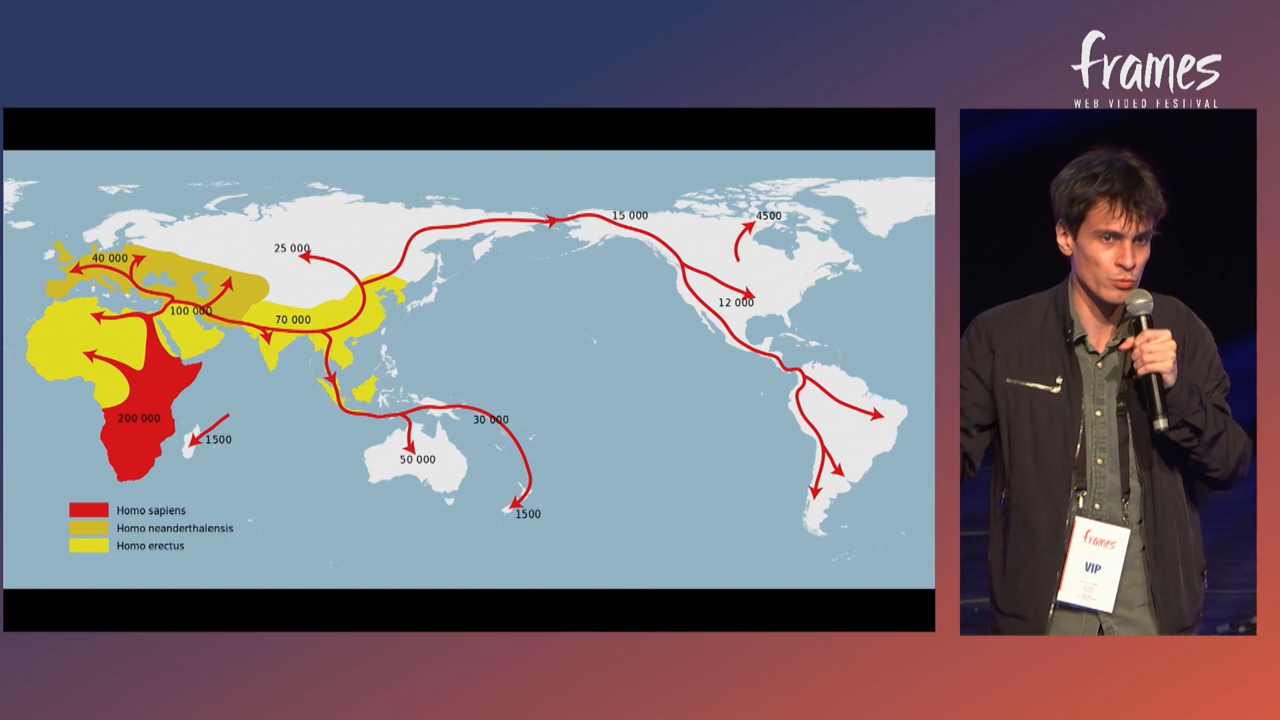 frames
WEB VIDEO FESTIVAL
15 000
4500
25 000
40 000
12 000
100 000
70 000
200 000
30 000
1500
50 000
1500
Homo sapiens
Homo neanderthalensis
Homo erectus
frames
VIP